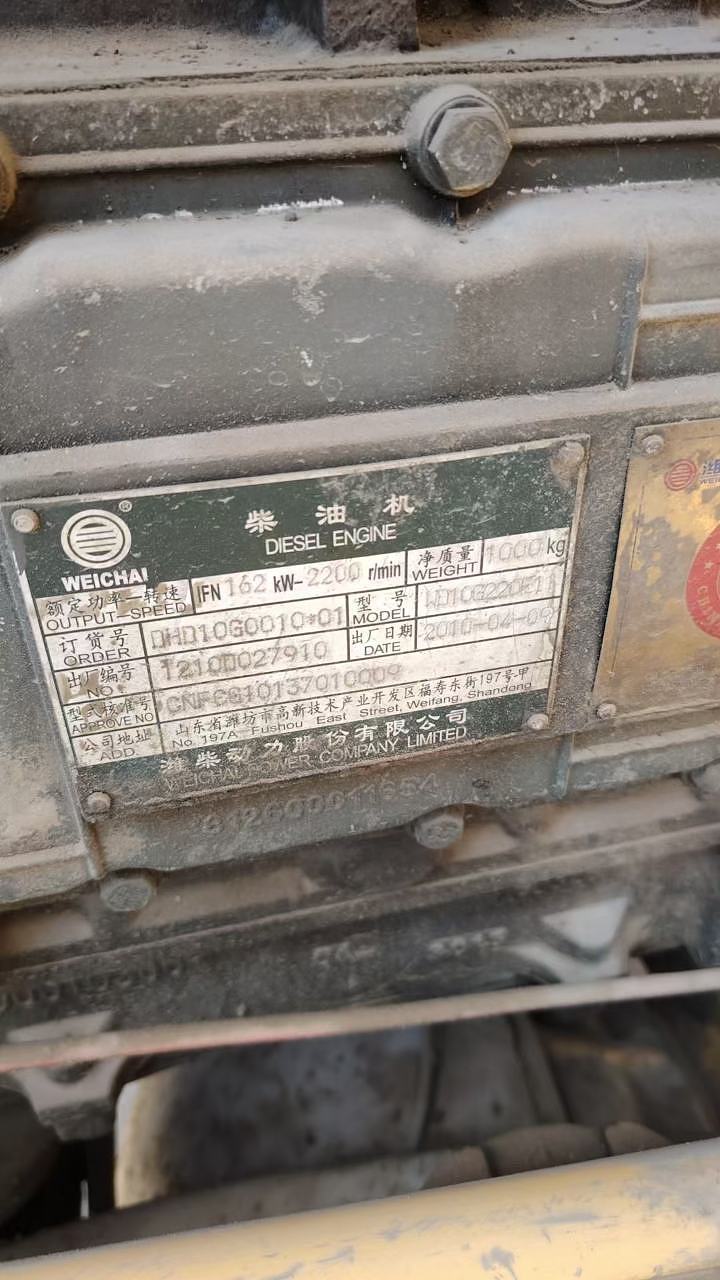 WEICHAI
®
柴油机
DIESEL ENGINE
额定功率—转速 IFN 162 kW- 2200 r/min 净质量 1000 kg
OUTPUT—SPEED WEIGHT
订货号 DHD10G0010*01 型号 WD10G220E11
ORDER MODEL
出厂编号 1210D027910 出厂日期 2010-04-09
NO. DATE
型式核准号
APPROVE NO
公司地址 山东省潍坊市高新技术产业开发区福寿东街197号甲
ADD. No. 197A Fushou East Street, Weifang, Shandong
潍柴动力股份有限公司
WEICHAI POWER COMPANY LIMITED